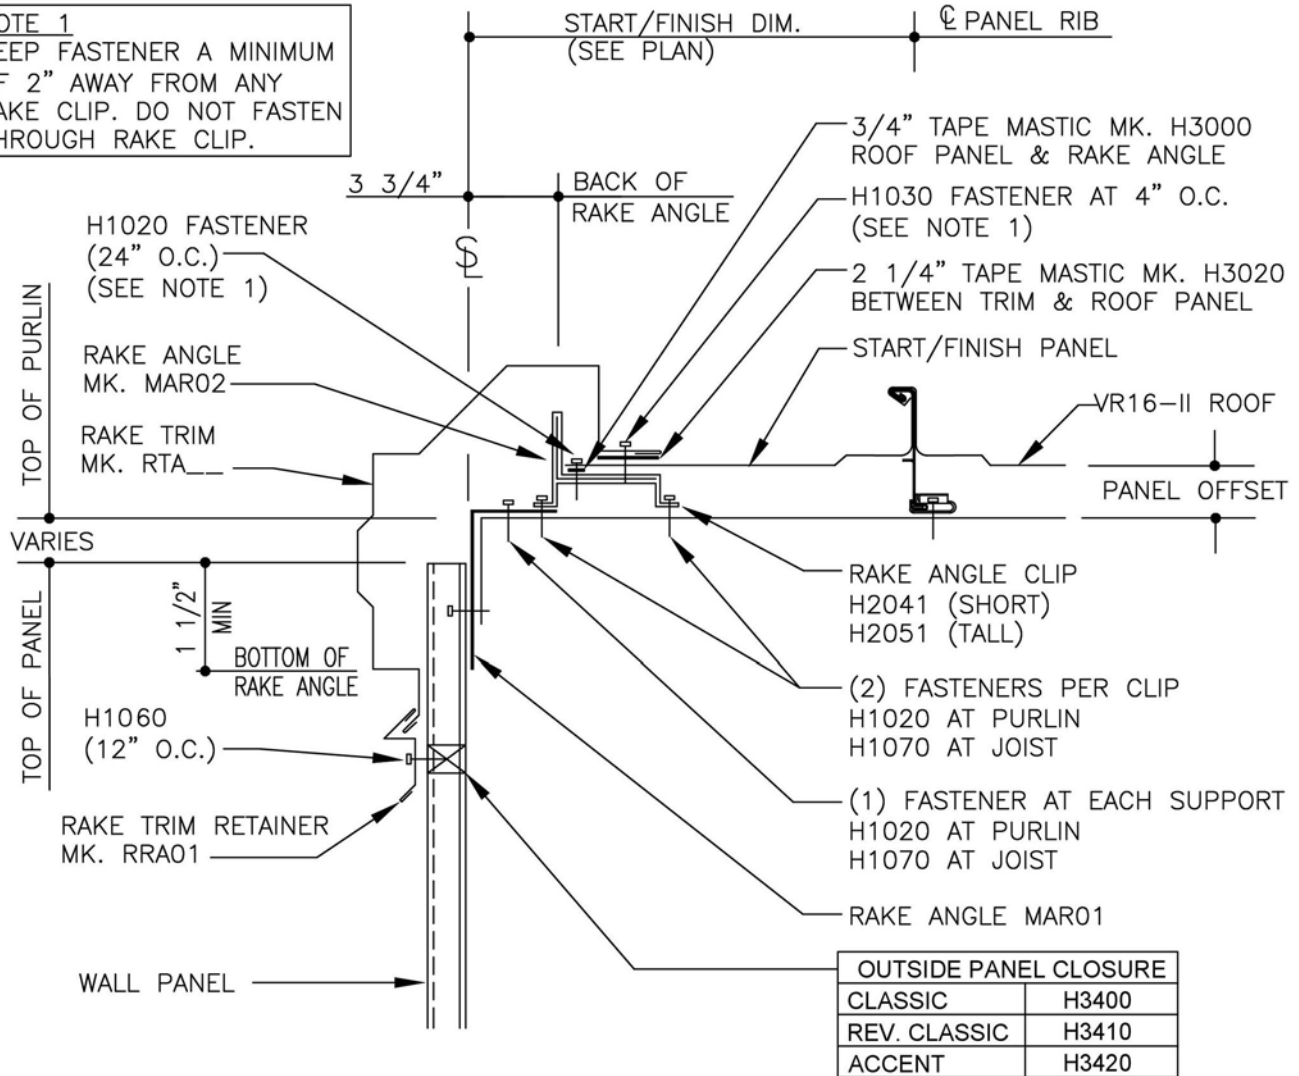 OTE 1
EEP FASTENER A MINIMUM
F 2" AWAY FROM ANY
AKE CLIP. DO NOT FASTEN
HROUGH RAKE CLIP.
START/FINISH DIM.
(SEE PLAN)
℄ PANEL RIB
3 3/4"
BACK OF
RAKE ANGLE
3/4" TAPE MASTIC MK. H3000
ROOF PANEL & RAKE ANGLE
H1030 FASTENER AT 4" O.C.
(SEE NOTE 1)
2 1/4" TAPE MASTIC MK. H3020
BETWEEN TRIM & ROOF PANEL
START/FINISH PANEL
VR16-II ROOF
PANEL OFFSET
H1020 FASTENER
(24" O.C.)
(SEE NOTE 1)
SL
RAKE ANGLE
MK. MAR02
RAKE TRIM
MK. RTA__
TOP OF PURLIN
VARIES
TOP OF PANEL
1 1/2"
MIN
BOTTOM OF
RAKE ANGLE
H1060
(12" O.C.)
RAKE TRIM RETAINER
MK. RRA01
WALL PANEL
RAKE ANGLE CLIP
H2041 (SHORT)
H2051 (TALL)
(2) FASTENERS PER CLIP
H1020 AT PURLIN
H1070 AT JOIST
(1) FASTENER AT EACH SUPPORT
H1020 AT PURLIN
H1070 AT JOIST
RAKE ANGLE MAR01
OUTSIDE PANEL CLOSURE
CLASSIC H3400
REV. CLASSIC H3410
ACCENT H3420